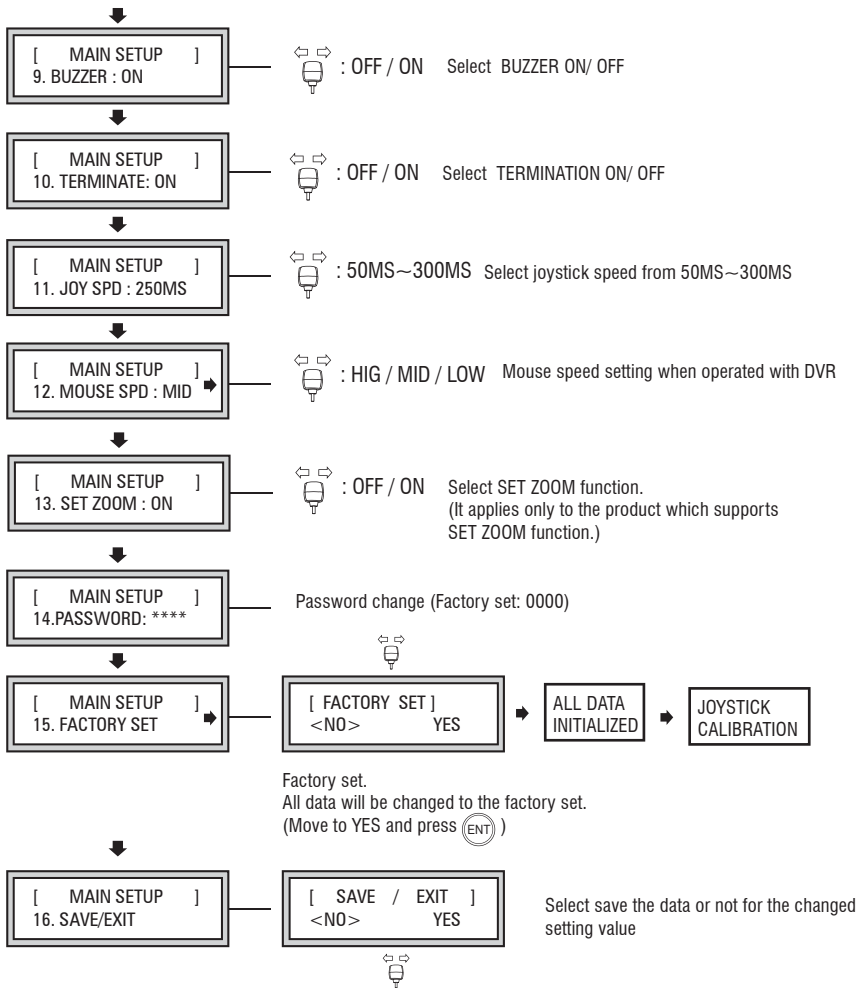 [ MAIN SETUP ]
9. BUZZER : ON
: OFF / ON Select BUZZER ON/ OFF
[ MAIN SETUP ]
10. TERMINATE: ON
: OFF / ON Select TERMINATION ON/ OFF
[ MAIN SETUP ]
11. JOY SPD : 250MS
: 50MS~300MS Select joystick speed from 50MS~300MS
[ MAIN SETUP ]
12. MOUSE SPD : MID
: HIG / MID / LOW Mouse speed setting when operated with DVR
[ MAIN SETUP ]
13. SET ZOOM : ON
: OFF / ON Select SET ZOOM function.
(It applies only to the product which supports
SET ZOOM function.)
[ MAIN SETUP ]
14.PASSWORD: ****
Password change (Factory set: 0000)
[ MAIN SETUP ]
15. FACTORY SET
[ FACTORY SET ]
<NO> YES
ALL DATA
INITIALIZED
JOYSTICK
CALIBRATION
Factory set.
All data will be changed to the factory set.
(Move to YES and press ENT )
[ MAIN SETUP ]
16. SAVE/EXIT
[ SAVE / EXIT ]
<NO> YES
Select save the data or not for the changed
setting value